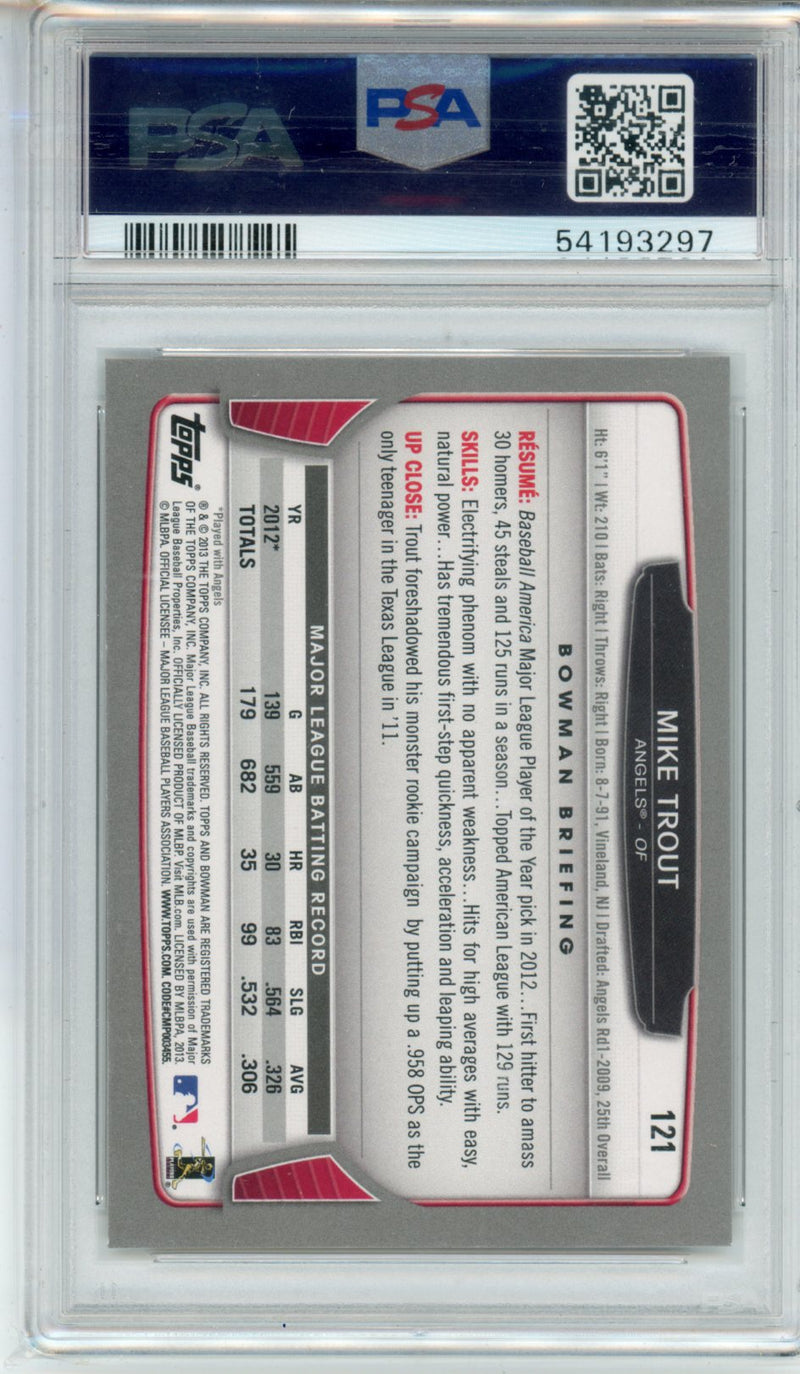 PSA
PSA
54193297
121
MIKE TROUT
ANGELS® - OF
Ht: 6'1" | Wt: 210 | Bats: Right | Throws: Right | Born: 8-7-91, Vineland, NJ | Drafted: Angels Rd1-2009, 25th Overall
BOWMAN BRIEFING
RÉSUMÉ: Baseball America Major League Player of the Year pick in 2012...First hitter to amass
30 homers, 45 steals and 125 runs in a season...Topped American League with 129 runs.
SKILLS: Electrifying phenom with no apparent weakness...Hits for high averages with easy,
natural power...Has tremendous first-step quickness, acceleration and leaping ability.
UP CLOSE: Trout foreshadowed his monster rookie campaign by putting up a .958 OPS as the
only teenager in the Texas League in '11.
MAJOR LEAGUE BATTING RECORD
YR G AB HR RBI SLG AVG
2012* 139 559 30 83 .564 .326
TOTALS 179 682 35 99 .532 .306
*Played with Angels
topps®
® & © 2013 THE TOPPS COMPANY, INC. ALL RIGHTS RESERVED. TOPPS AND BOWMAN ARE REGISTERED TRADEMARKS
OF THE TOPPS COMPANY, INC. Major League Baseball trademarks and copyrights are used with permission of Major
League Baseball Properties, Inc. OFFICIALLY LICENSED PRODUCT OF MLBP. Visit MLB.com. LICENSED BY MLBPA, 2013.
© MLBPA. OFFICIAL LICENSEE – MAJOR LEAGUE BASEBALL PLAYERS ASSOCIATION. WWW.TOPPS.COM. CODE#CMP003455.